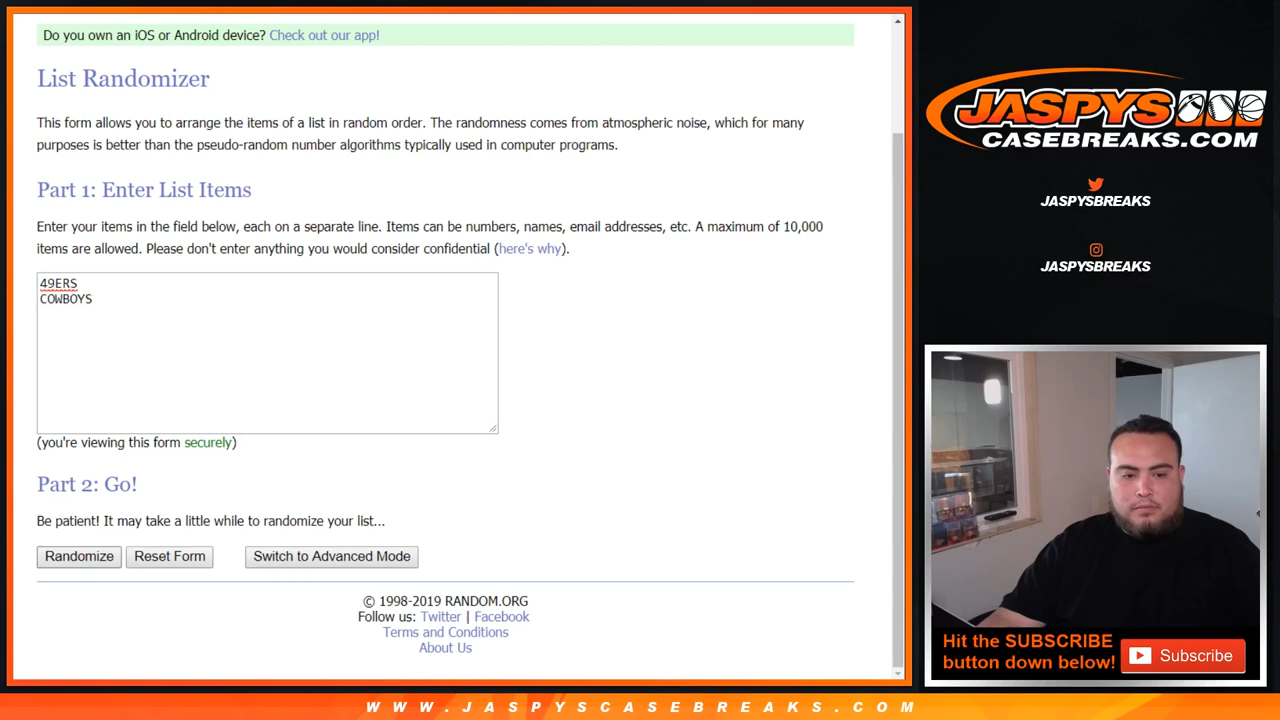 Do you own an iOS or Android device? Check out our app!
List Randomizer
This form allows you to arrange the items of a list in random order. The randomness comes from atmospheric noise, which for many
purposes is better than the pseudo-random number algorithms typically used in computer programs.
Part 1: Enter List Items
Enter your items in the field below, each on a separate line. Items can be numbers, names, email addresses, etc. A maximum of 10,000
items are allowed. Please don't enter anything you would consider confidential (here's why).
49ERS
COWBOYS
(you're viewing this form securely)
Part 2: Go!
Be patient! It may take a little while to randomize your list...
Randomize Reset Form Switch to Advanced Mode
© 1998-2019 RANDOM.ORG
Follow us: Twitter | Facebook
Terms and Conditions
About Us
JASPYS
CASEBREAKS.COM
JASPYSBREAKS
JASPYSBREAKS
Hit the SUBSCRIBE
button down below!
Subscribe
WWW.JASPYSCASEBREAKS.COM